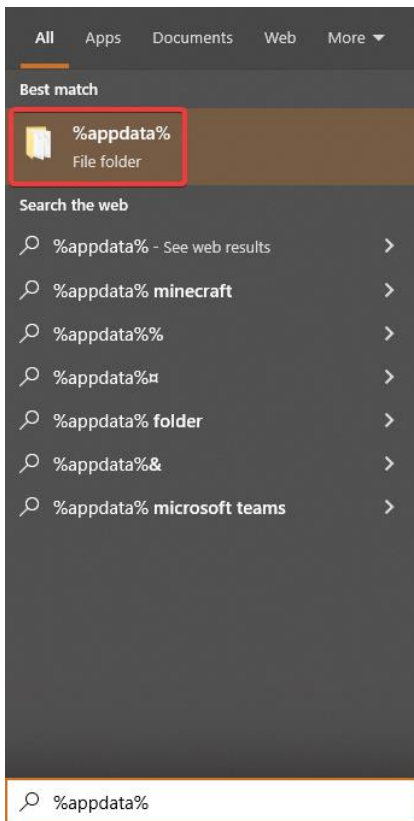 All Apps Documents Web More
Best match
%appdata%
File folder
Search the web
%appdata% - See web results
%appdata% minecraft
%appdata%%
%appdata%¤
%appdata% folder
%appdata%&
%appdata% microsoft teams
%appdata%